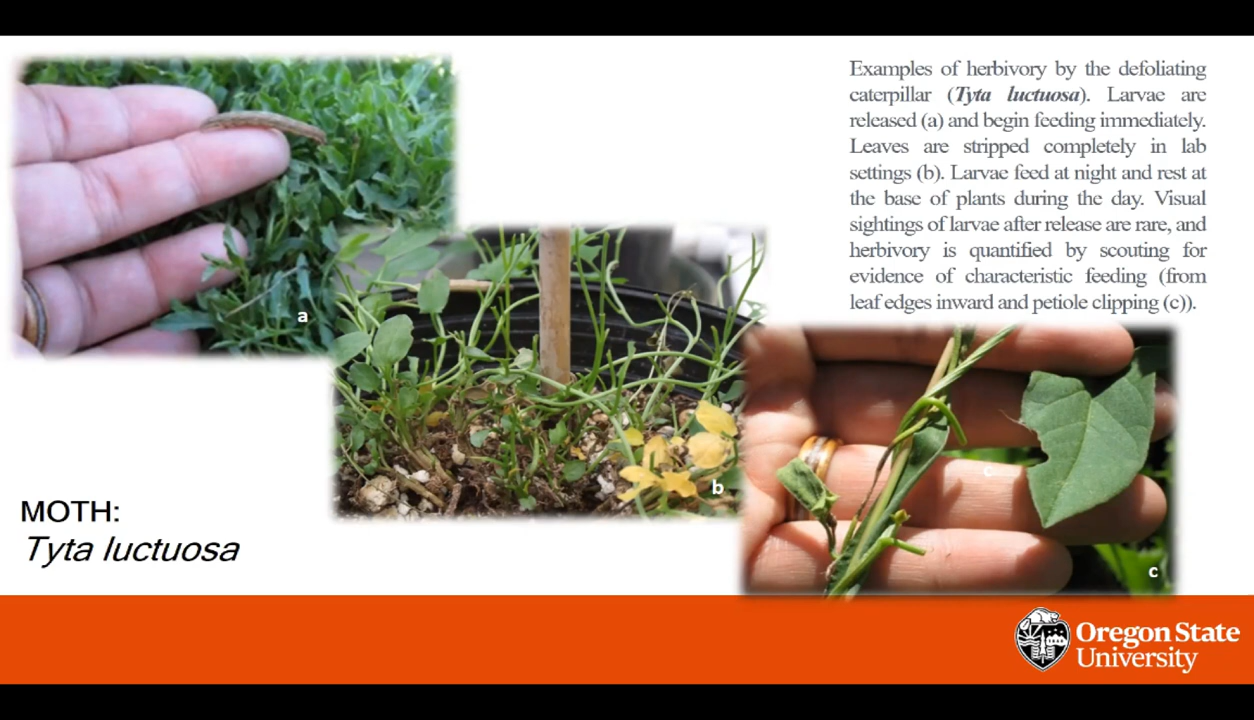 Examples of herbivory by the defoliating
caterpillar (Tyta luctuosa). Larvae are
released (a) and begin feeding immediately.
Leaves are stripped completely in lab
settings (b). Larvae feed at night and rest at
the base of plants during the day. Visual
sightings of larvae after release are rare, and
herbivory is quantified by scouting for
evidence of characteristic feeding (from
leaf edges inward and petiole clipping (c)).
a
b
c
c
MOTH:
Tyta luctuosa
Oregon State
University